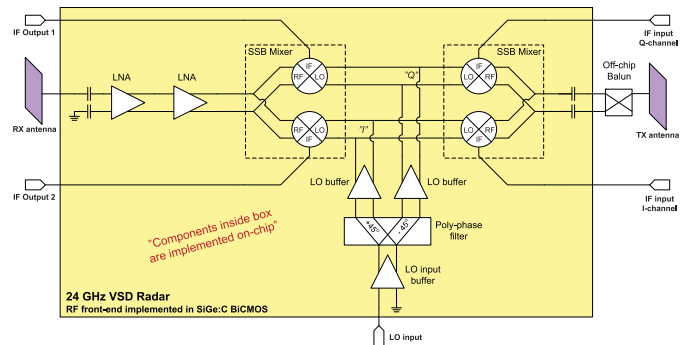 IF Output 1
SSB Mixer
SSB Mixer
IF input
Q-channel
LNA
LNA
IF
RF
LO
"Q"
IF
LO
RF
Off-chip
Balun
RX antenna
TX antenna
RF
LO
IF
"I"
LO
RF
IF
IF Output 2
LO buffer
LO buffer
IF input
I-channel
"Components inside box
are implemented on-chip"
+45°
- 45°
Poly-phase
filter
LO input
buffer
24 GHz VSD Radar
RF front-end implemented in SiGe:C BiCMOS
LO input